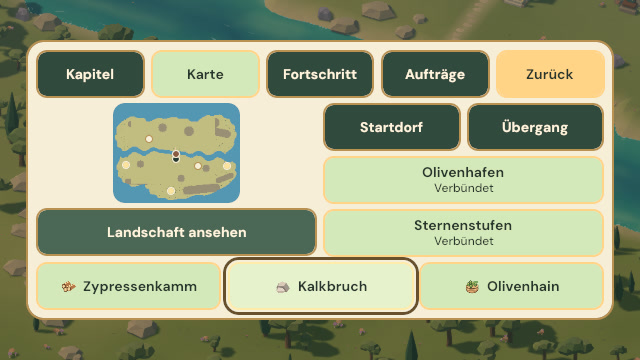 Kapitel
Karte
Fortschritt
Aufträge
Zurück
Startdorf
Übergang
Olivenhafen
Verbündet
Landschaft ansehen
Sternenstufen
Verbündet
Zypressenkamm
Kalkbruch
Olivenhain